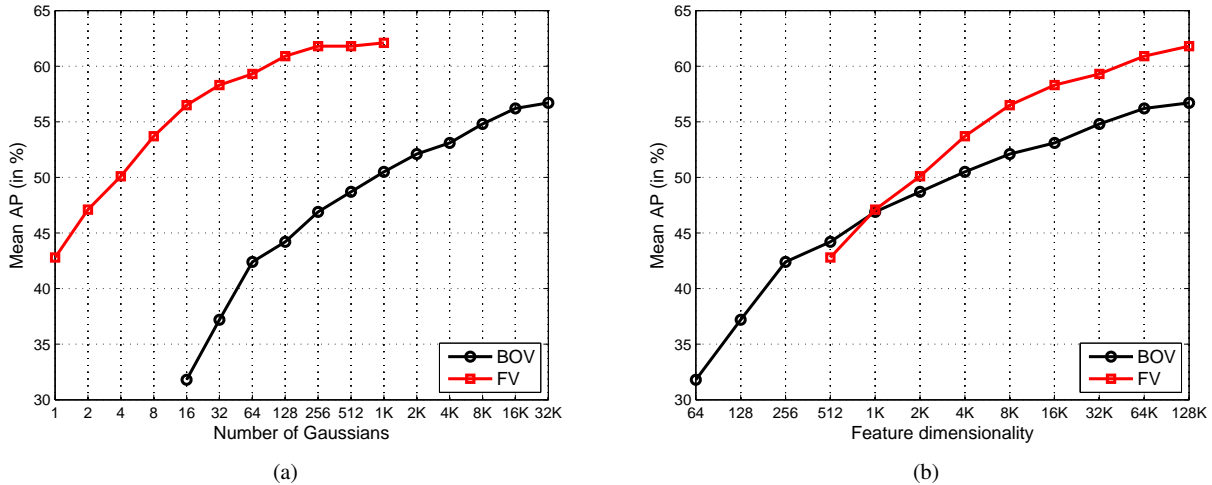 65
60
55
50
45
40
35
30
Mean AP (in %)
1 2 4 8 16 32 64 128 256 512 1K 2K 4K 8K 16K 32K
Number of Gaussians
BOV
FV
(a)
65
60
55
50
45
40
35
30
Mean AP (in %)
64 128 256 512 1K 2K 4K 8K 16K 32K 64K 128K
Feature dimensionality
BOV
FV
(b)